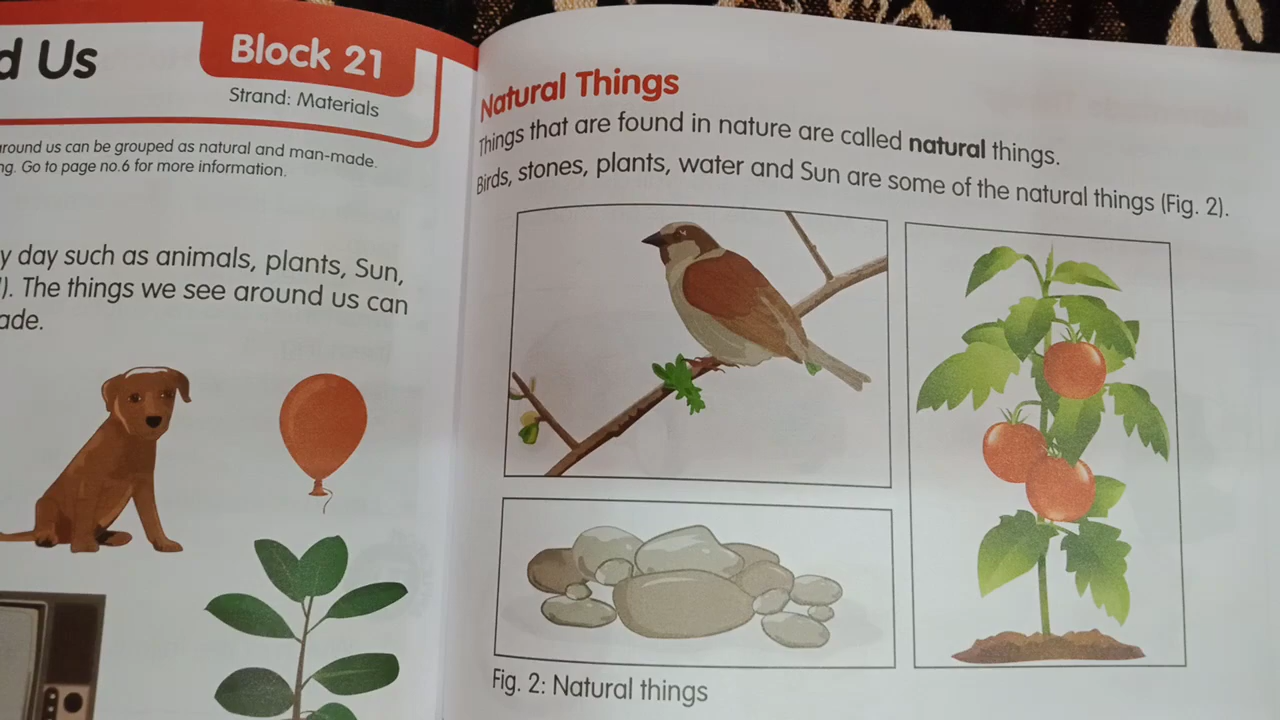 d Us
Block 21
Strand: Materials
around us can be grouped as natural and man-made.
ng. Go to page no.6 for more information.
y day such as animals, plants, Sun,
). The things we see around us can
ade.
Natural Things
Things that are found in nature are called natural things.
Birds, stones, plants, water and Sun are some of the natural things (Fig. 2).
Fig. 2: Natural things